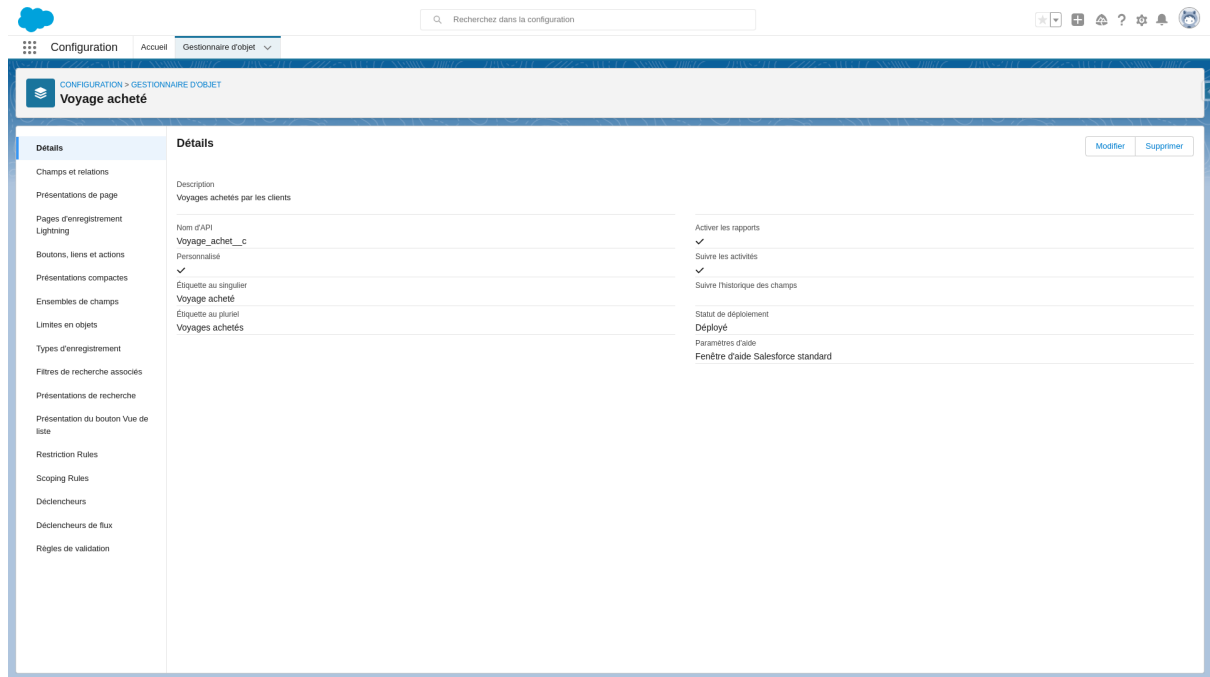 Recherchez dans la configuration
Configuration
Accueil
Gestionnaire d'objet
CONFIGURATION > GESTIONNAIRE D'OBJET
Voyage acheté
Détails
Champs et relations
Présentations de page
Pages d'enregistrement
Lightning
Boutons, liens et actions
Présentations compactes
Ensembles de champs
Limites en objets
Types d'enregistrement
Filtres de recherche associés
Présentations de recherche
Présentation du bouton Vue de
liste
Restriction Rules
Scoping Rules
Déclencheurs
Déclencheurs de flux
Règles de validation
Détails
Modifier
Supprimer
Description
Voyages achetés par les clients
Nom d'API
Voyage_achet__c
Personnalisé
Étiquette au singulier
Voyage acheté
Étiquette au pluriel
Voyages achetés
Activer les rapports
Suivre les activités
Suivre l'historique des champs
Statut de déploiement
Déployé
Paramètres d'aide
Fenêtre d'aide Salesforce standard